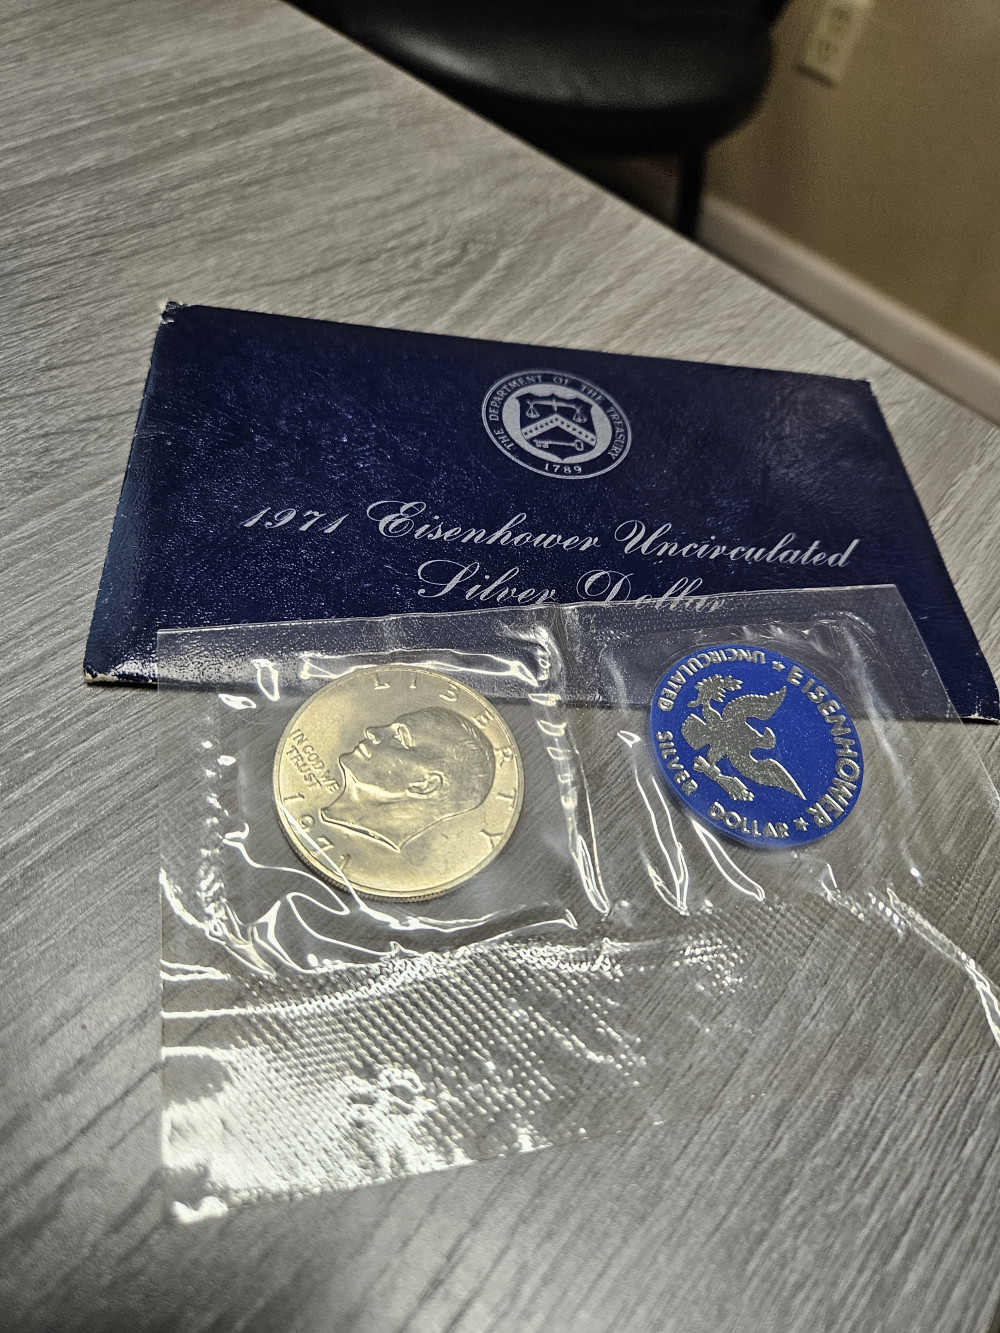 THE DEPARTMENT OF THE TREASURY
1789
1971 Eisenhower Uncirculated
Silver Dollar
LIBERTY
IN GOD WE
TRUST
1971
EISENHOWER
UNCIRCULATED
SILVER DOLLAR